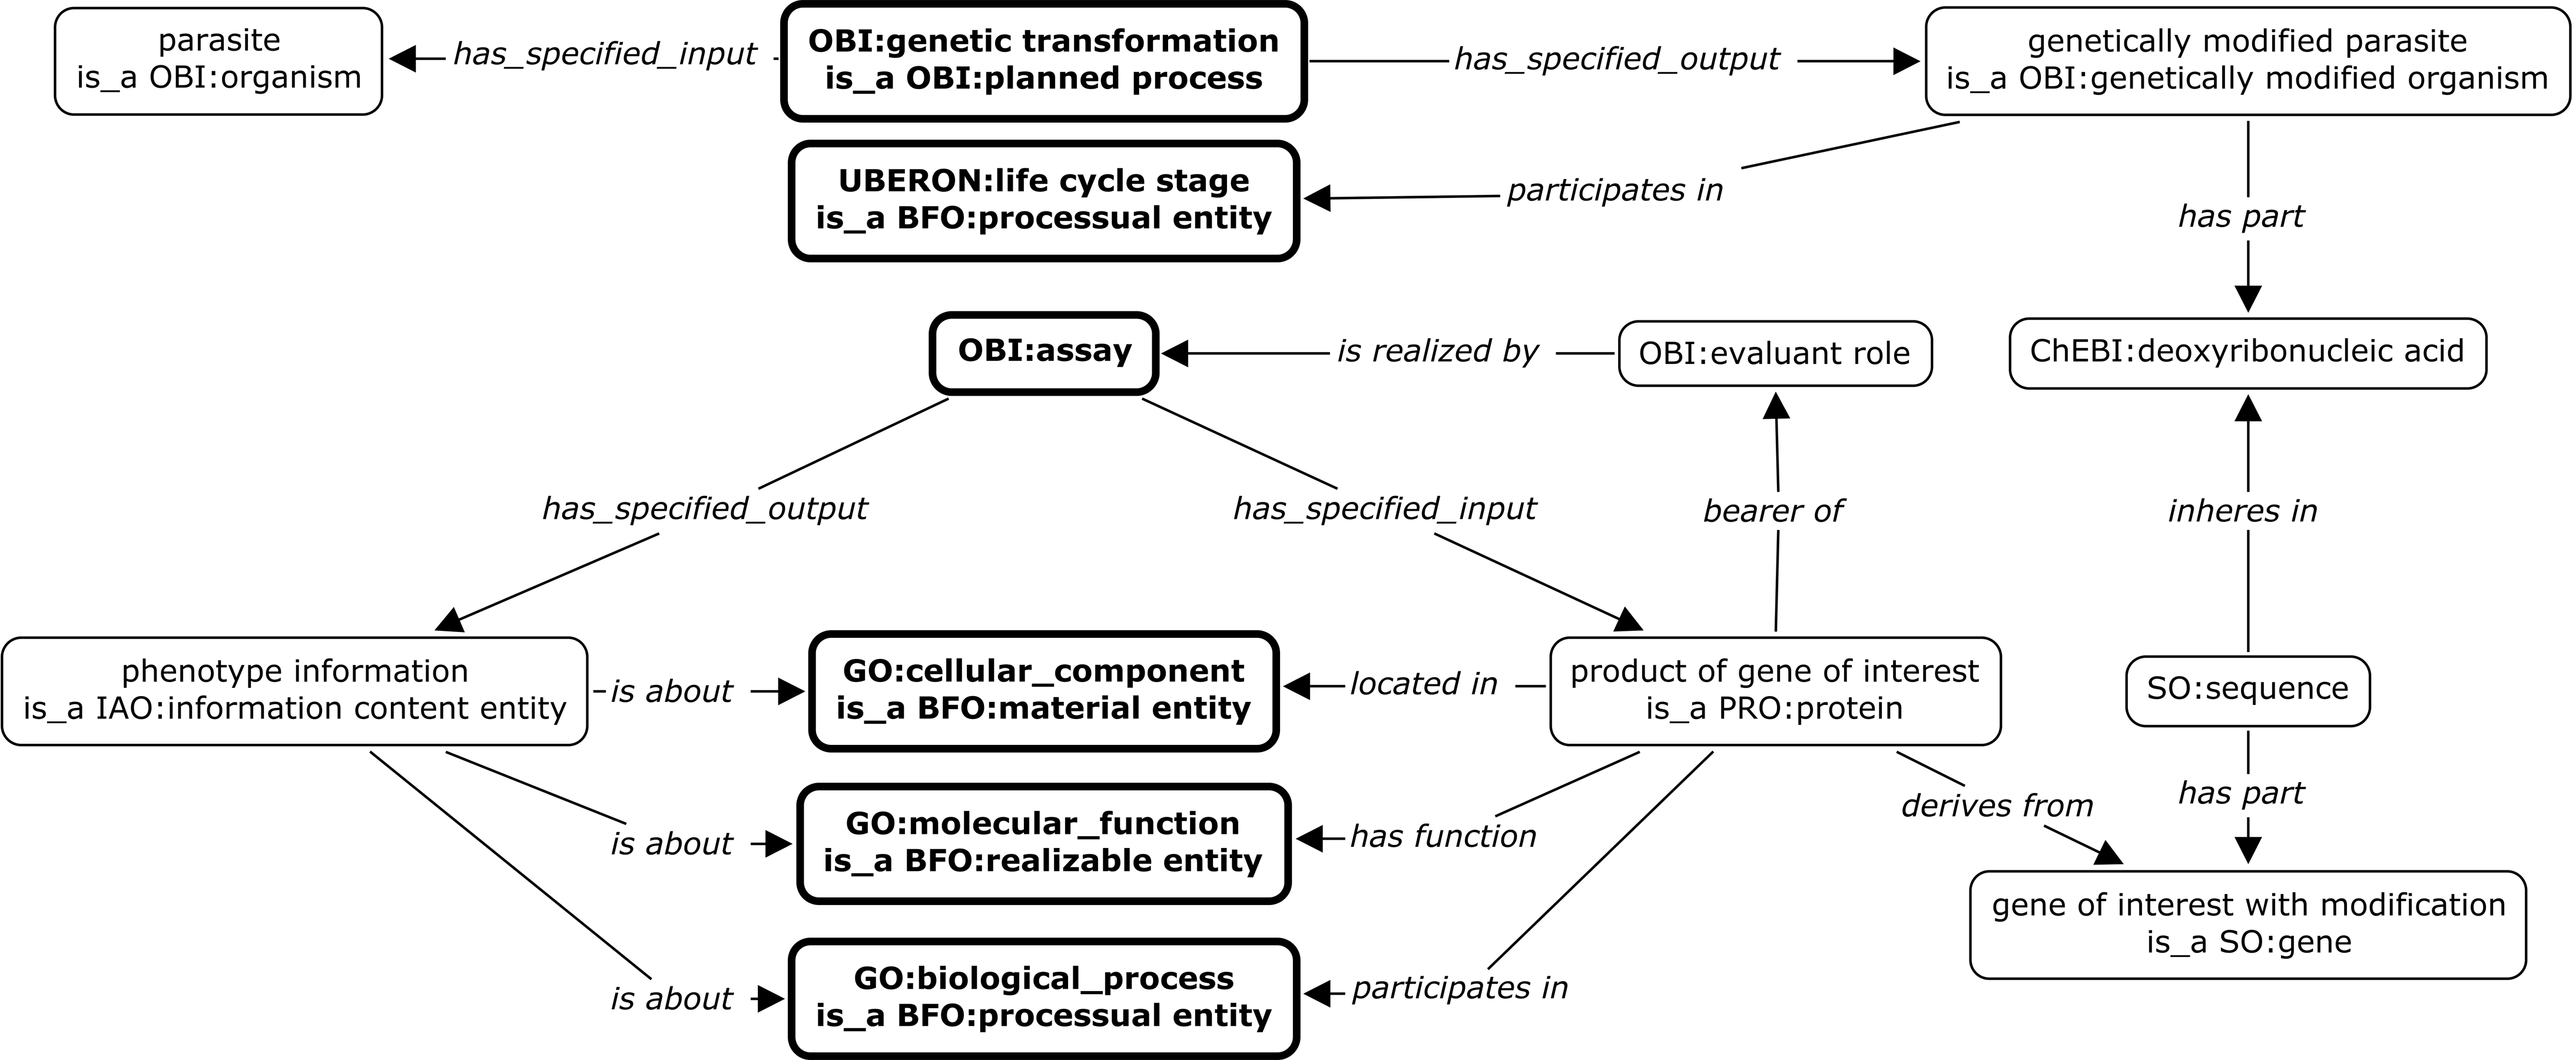 parasite
is_a OBI:organism
has_specified_input
OBI:genetic transformation
is_a OBI:planned process
has_specified_output
genetically modified parasite
is_a OBI:genetically modified organism
UBERON:life cycle stage
is_a BFO:processual entity
participates in
has part
OBI:assay
is realized by
OBI:evaluant role
ChEBI:deoxyribonucleic acid
has_specified_output
has_specified_input
bearer of
inheres in
phenotype information
is_a IAO:information content entity
is about
GO:cellular_component
is_a BFO:material entity
located in
product of gene of interest
is_a PRO:protein
SO:sequence
is about
GO:molecular_function
is_a BFO:realizable entity
has function
derives from
has part
gene of interest with modification
is_a SO:gene
is about
GO:biological_process
is_a BFO:processual entity
participates in